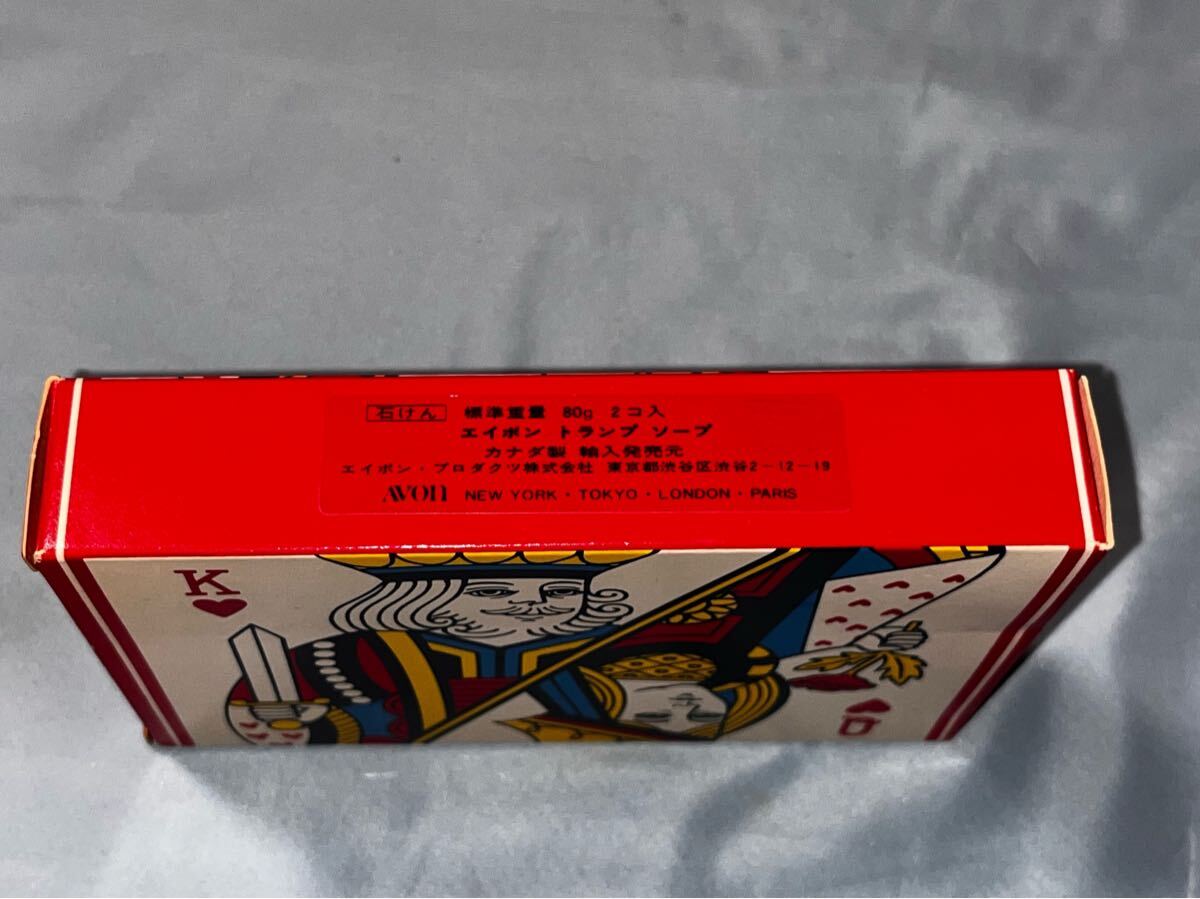 石けん 標準重量 80g 2コ入
エイボン トランプ ソープ
カナダ製 輸入発売元
エイボン・プロダクツ株式会社 東京都渋谷区渋谷2-12-19
AVON NEW YORK・TOKYO・LONDON・PARIS
K
Q